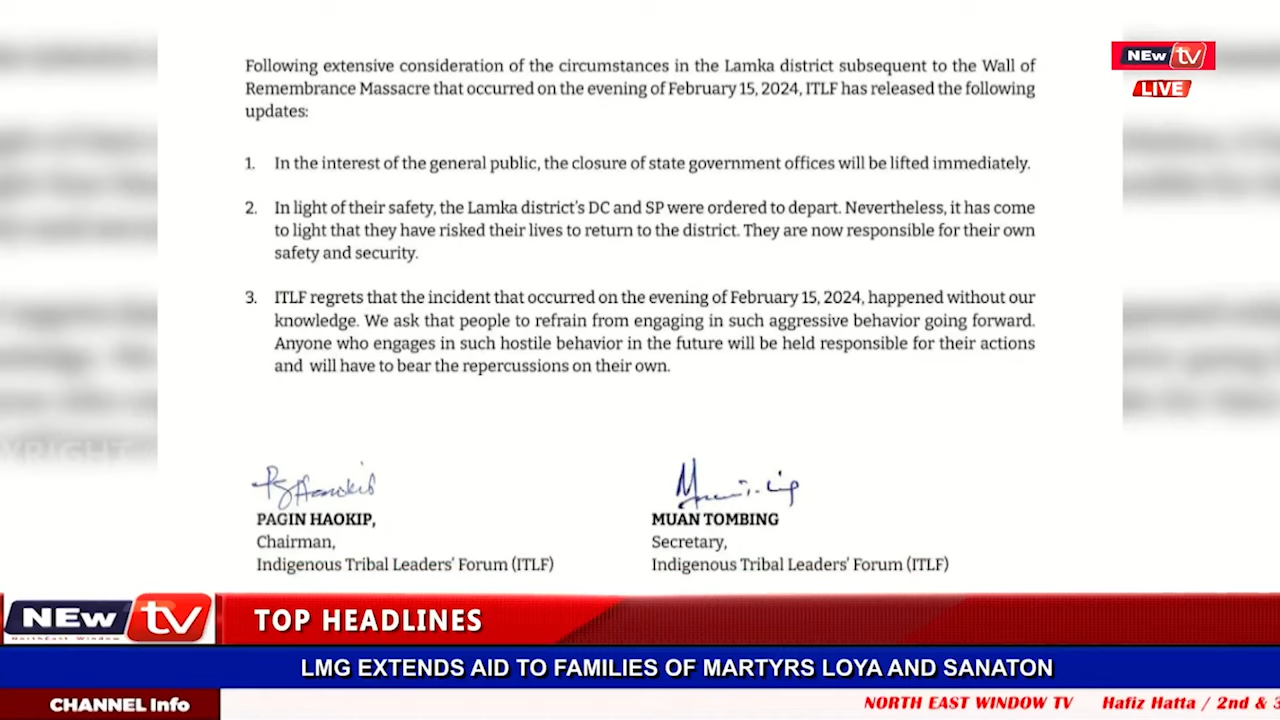 Following extensive consideration of the circumstances in the Lamka district subsequent to the Wall of
Remembrance Massacre that occurred on the evening of February 15, 2024, ITLF has released the following
updates:
1. In the interest of the general public, the closure of state government offices will be lifted immediately.
2. In light of their safety, the Lamka district's DC and SP were ordered to depart. Nevertheless, it has come
to light that they have risked their lives to return to the district. They are now responsible for their own
safety and security.
3. ITLF regrets that the incident that occurred on the evening of February 15, 2024, happened without our
knowledge. We ask that people to refrain from engaging in such aggressive behavior going forward.
Anyone who engages in such hostile behavior in the future will be held responsible for their actions
and will have to bear the repercussions on their own.
PAGIN HAOKIP,
Chairman,
Indigenous Tribal Leaders' Forum (ITLF)
MUAN TOMBING
Secretary,
Indigenous Tribal Leaders' Forum (ITLF)
NEw tv
LIVE
NEw tv
NorthEast Window
TOP HEADLINES
LMG EXTENDS AID TO FAMILIES OF MARTYRS LOYA AND SANATON
CHANNEL Info
NORTH EAST WINDOW TV Hafiz Hatta / 2nd & 3